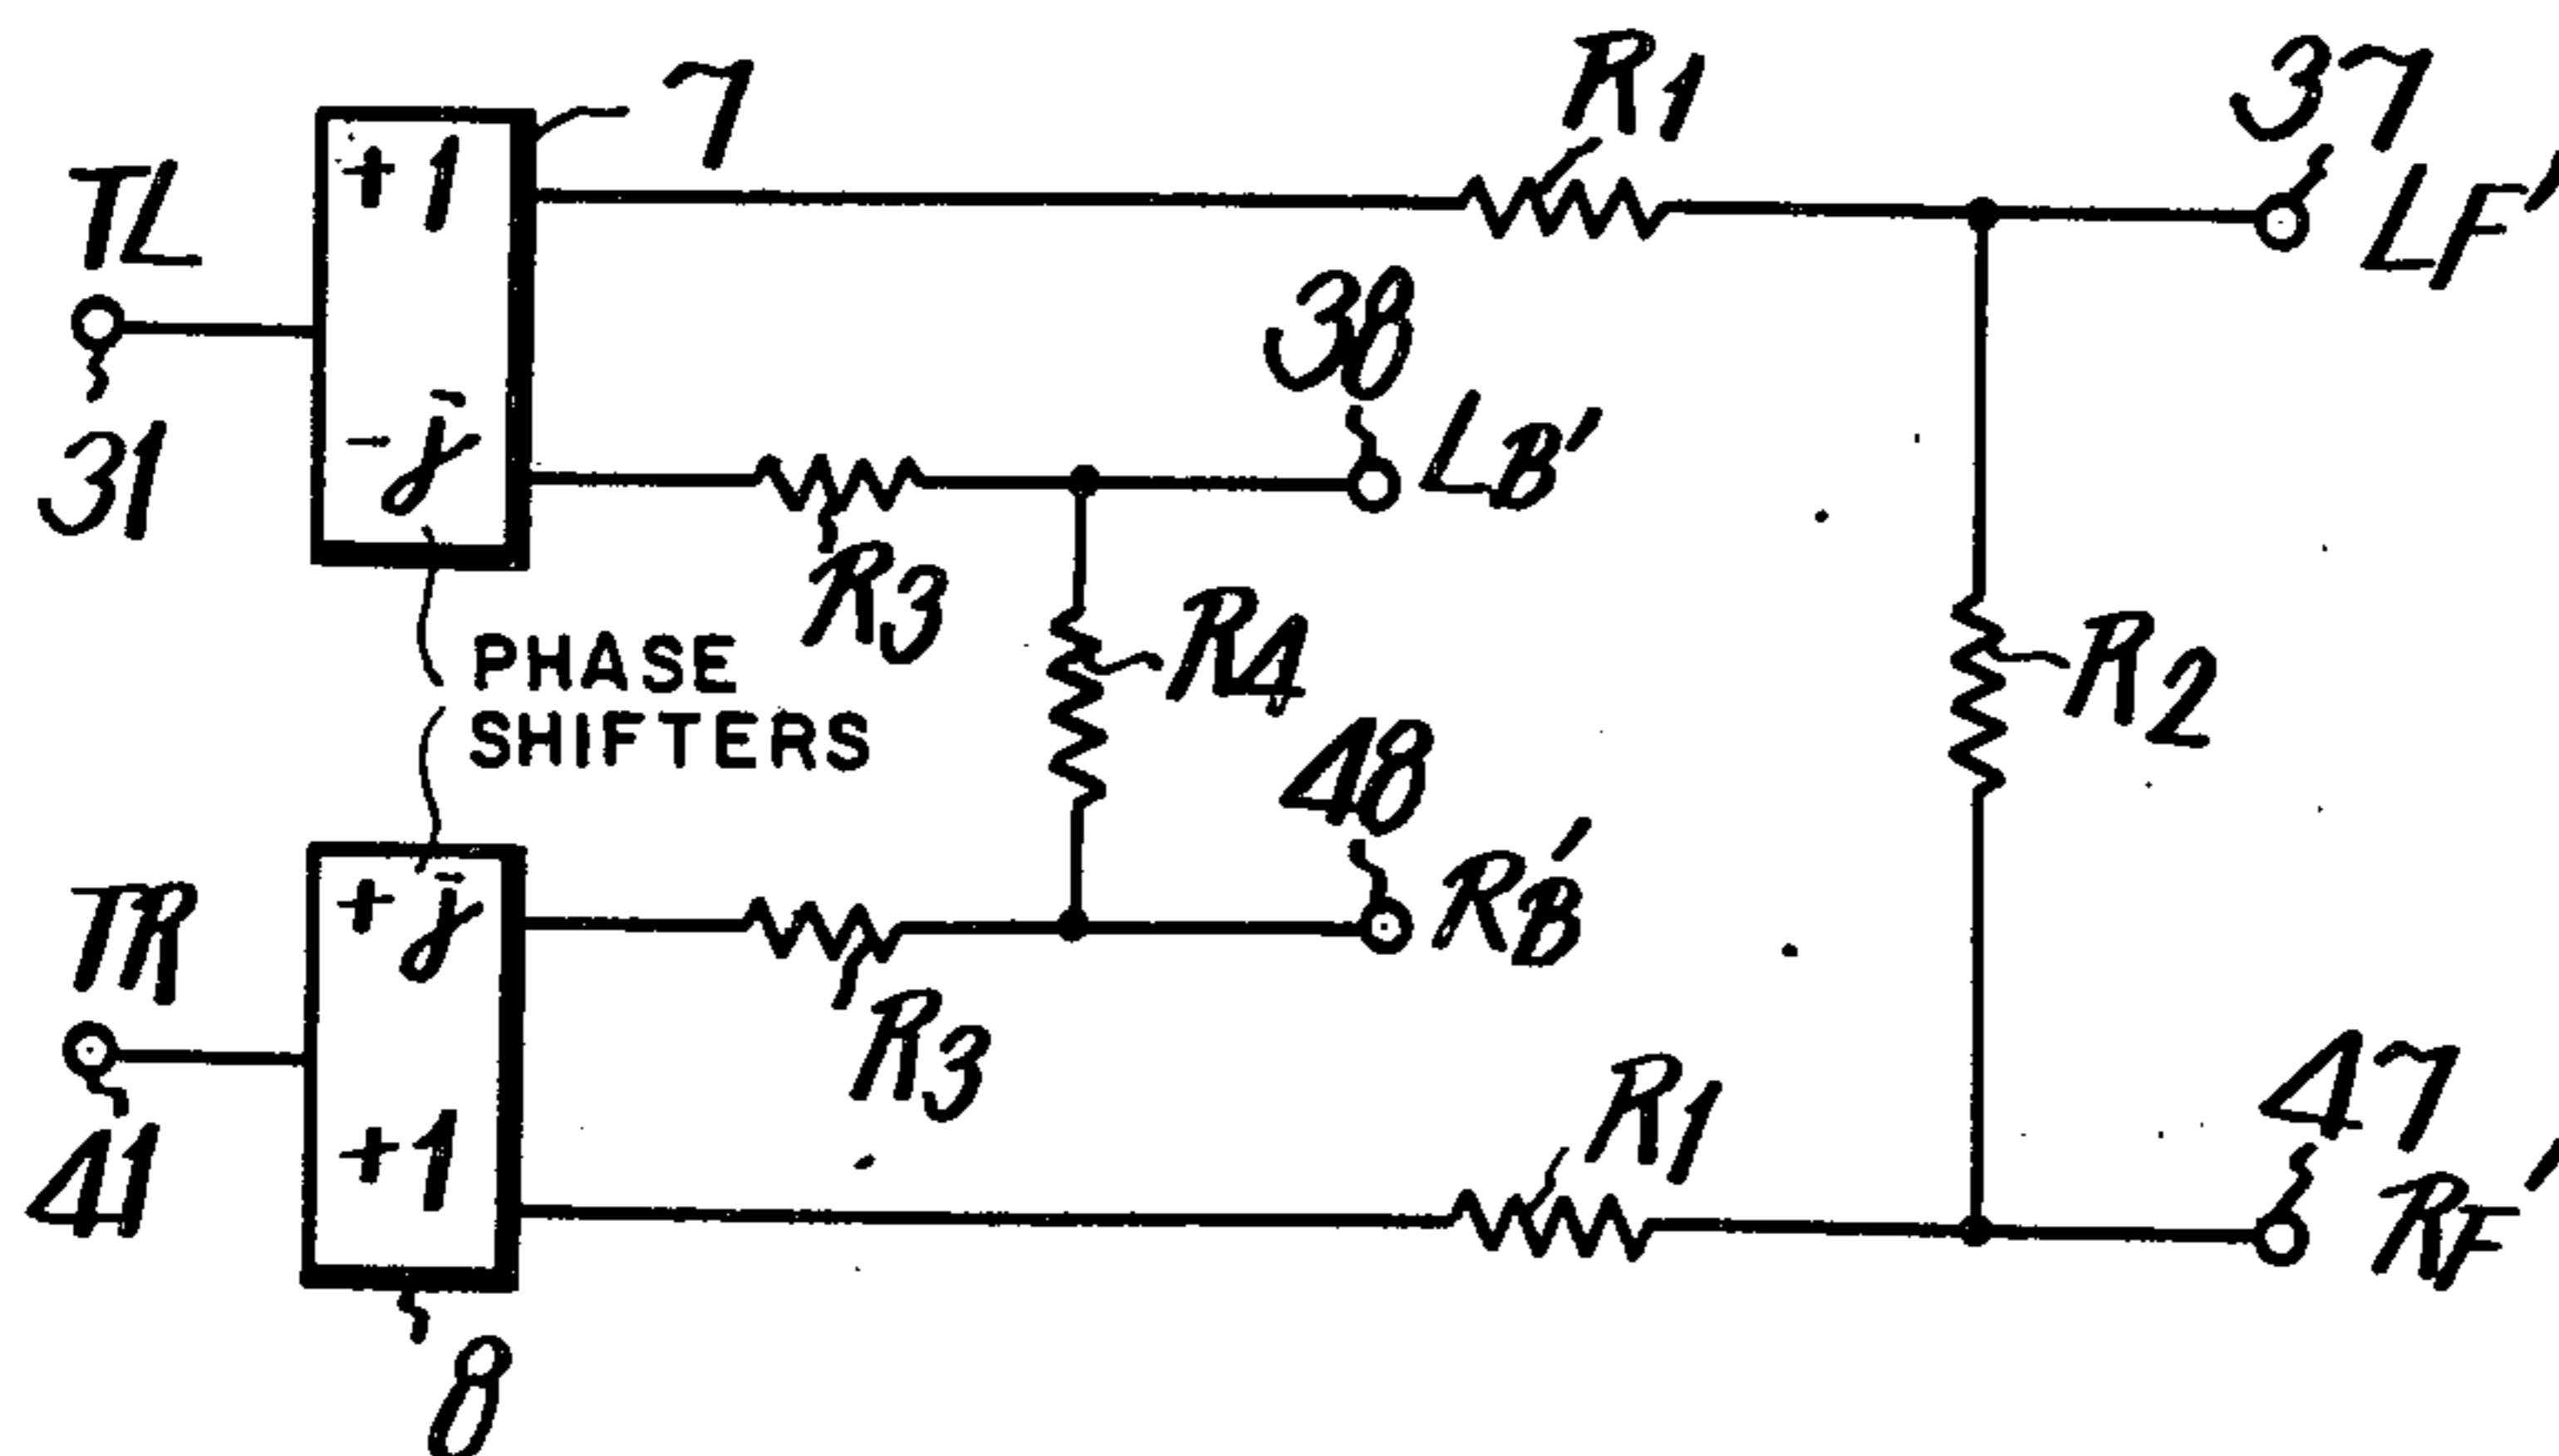 7
R1
37
TL
+1
LF'
38
LB'
-j
31
R3
R4
R2
PHASE
SHIFTERS
48
TR
+j
RB'
R3
R1
47
41
+1
RF'
8